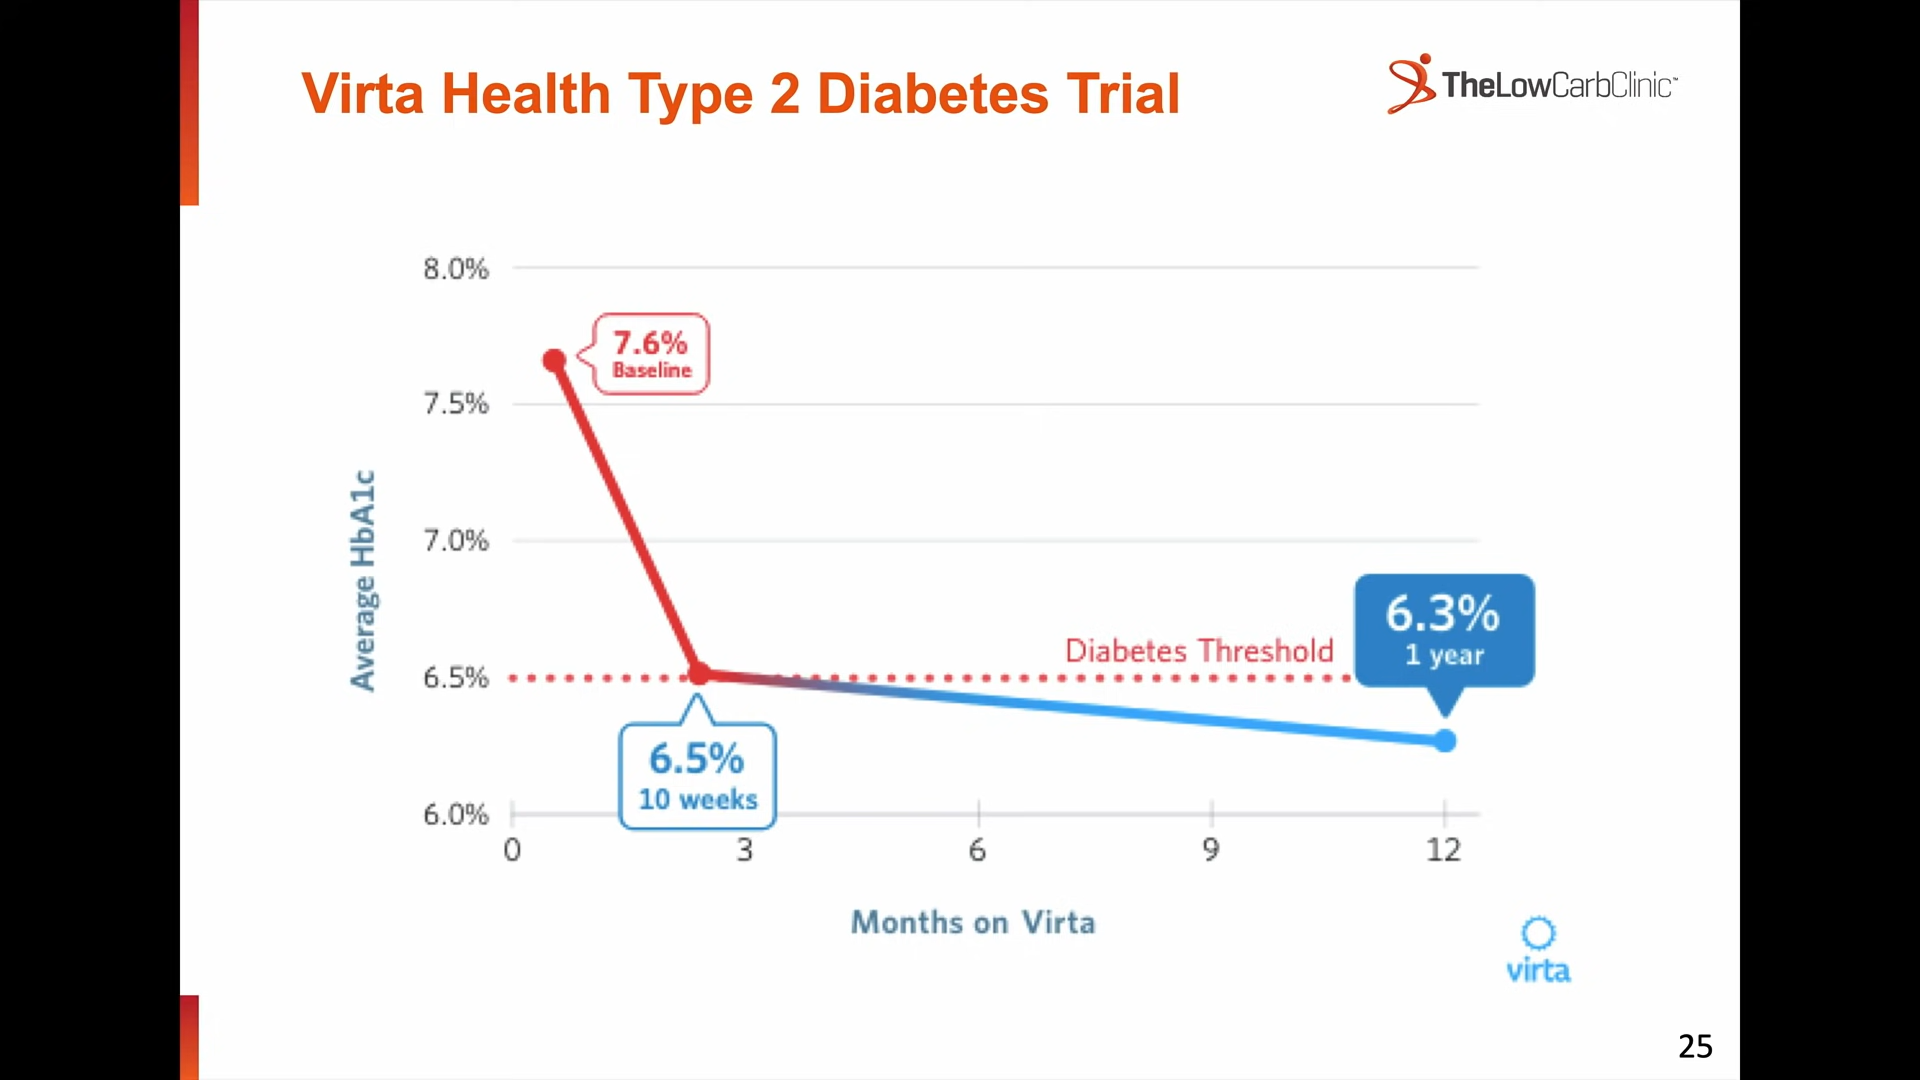 Virta Health Type 2 Diabetes Trial
TheLowCarbClinic™
8.0%
7.6%
Baseline
7.5%
Average HbA1c
7.0%
6.3%
1 year
Diabetes Threshold
6.5%
6.5%
10 weeks
6.0%
0 3 6 9 12
Months on Virta
virta
25